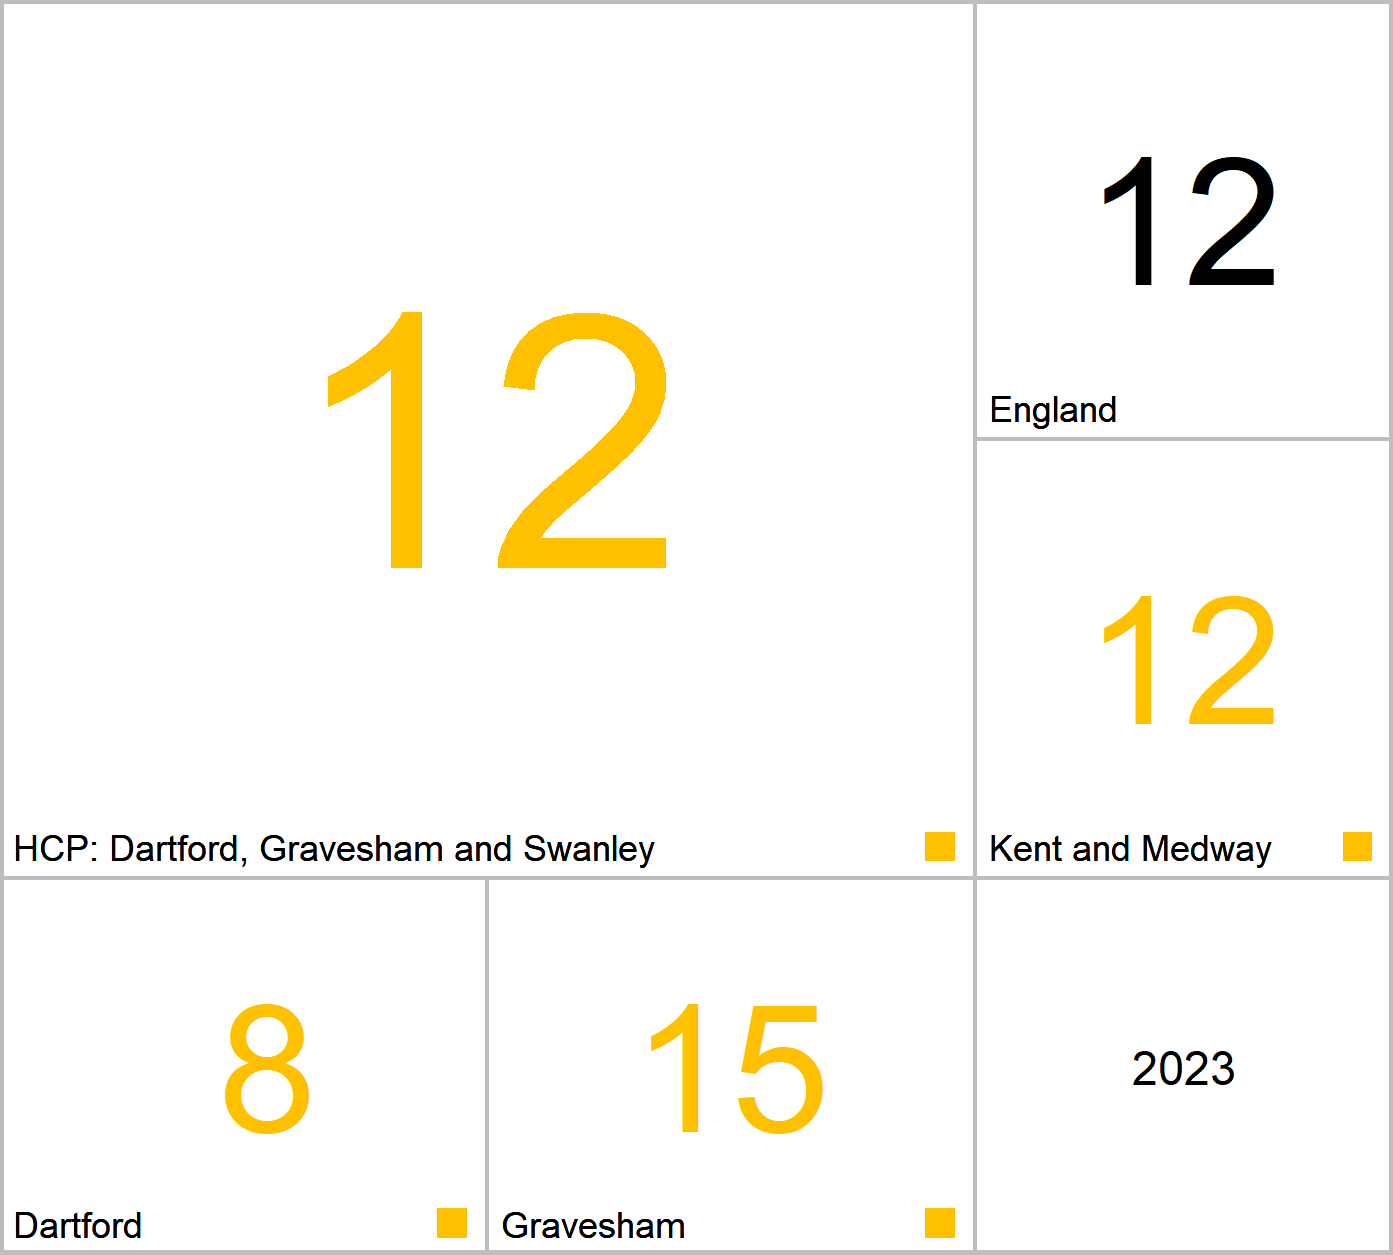 12
HCP: Dartford, Gravesham and Swanley
12
England
12
Kent and Medway
8
Dartford
15
Gravesham
2023